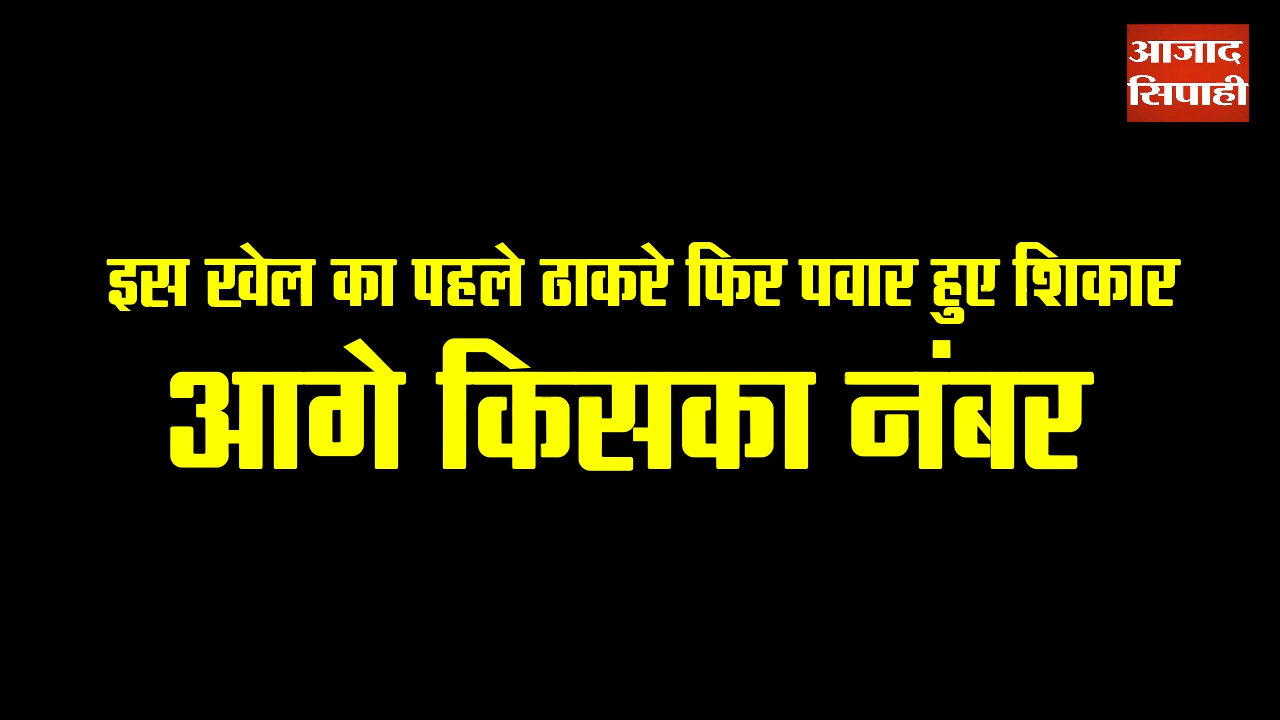 आजाद
सिपाही
इस खेल का पहले ठाकरे फिर पवार हुए शिकार
आगे किसका नंबर